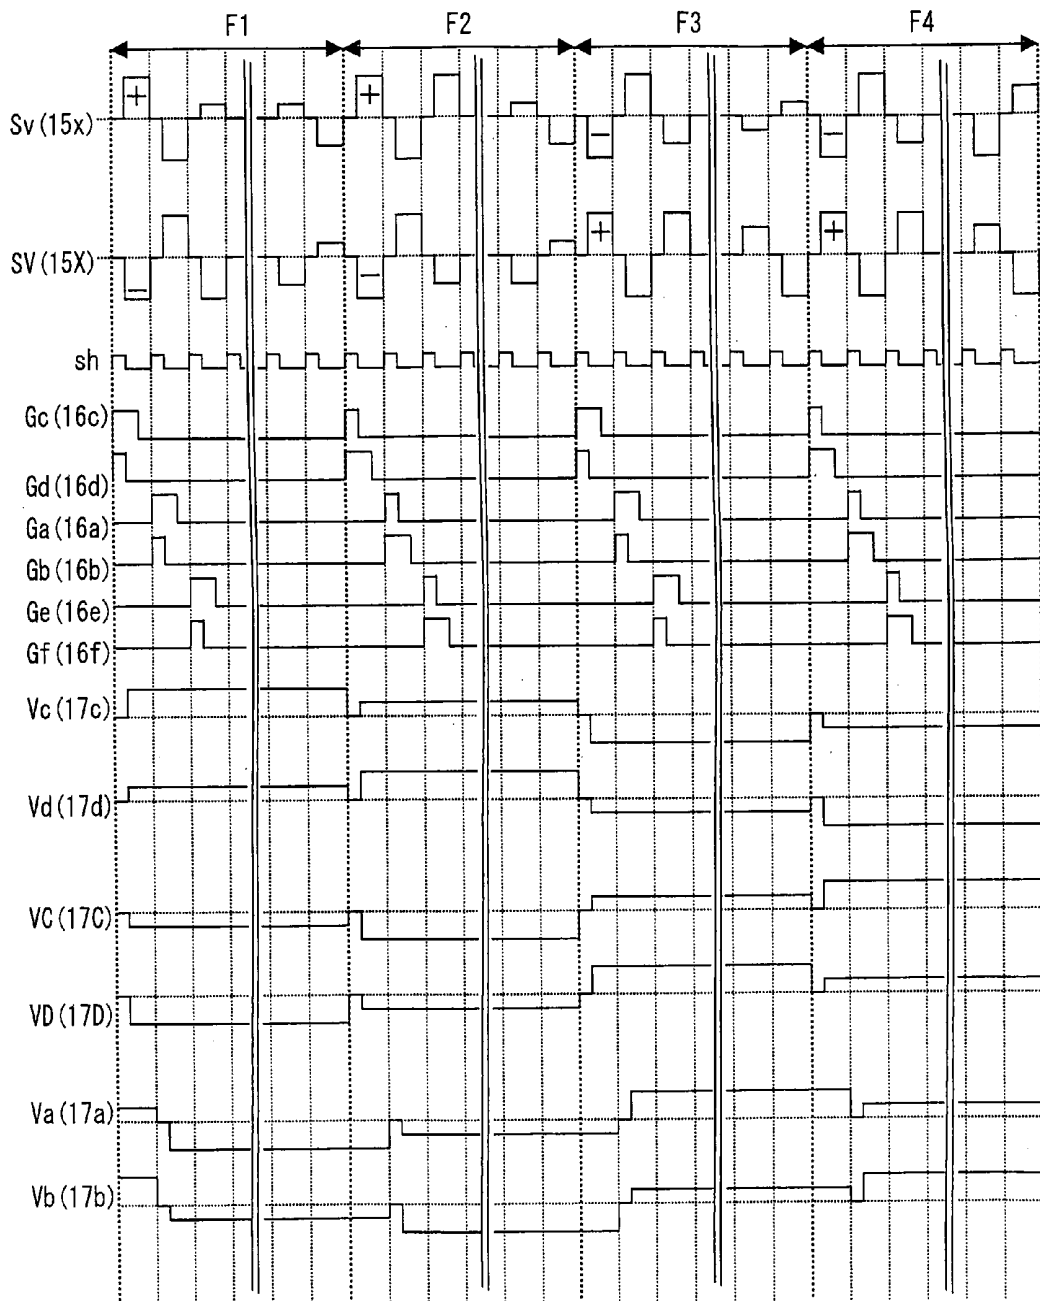 F1 F2 F3 F4
+ + − −
Sv(15x)
− − + +
SV(15X)
sh
Gc(16c)
Gd(16d)
Ga(16a)
Gb(16b)
Ge(16e)
Gf(16f)
Vc(17c)
Vd(17d)
VC(17C)
VD(17D)
Va(17a)
Vb(17b)